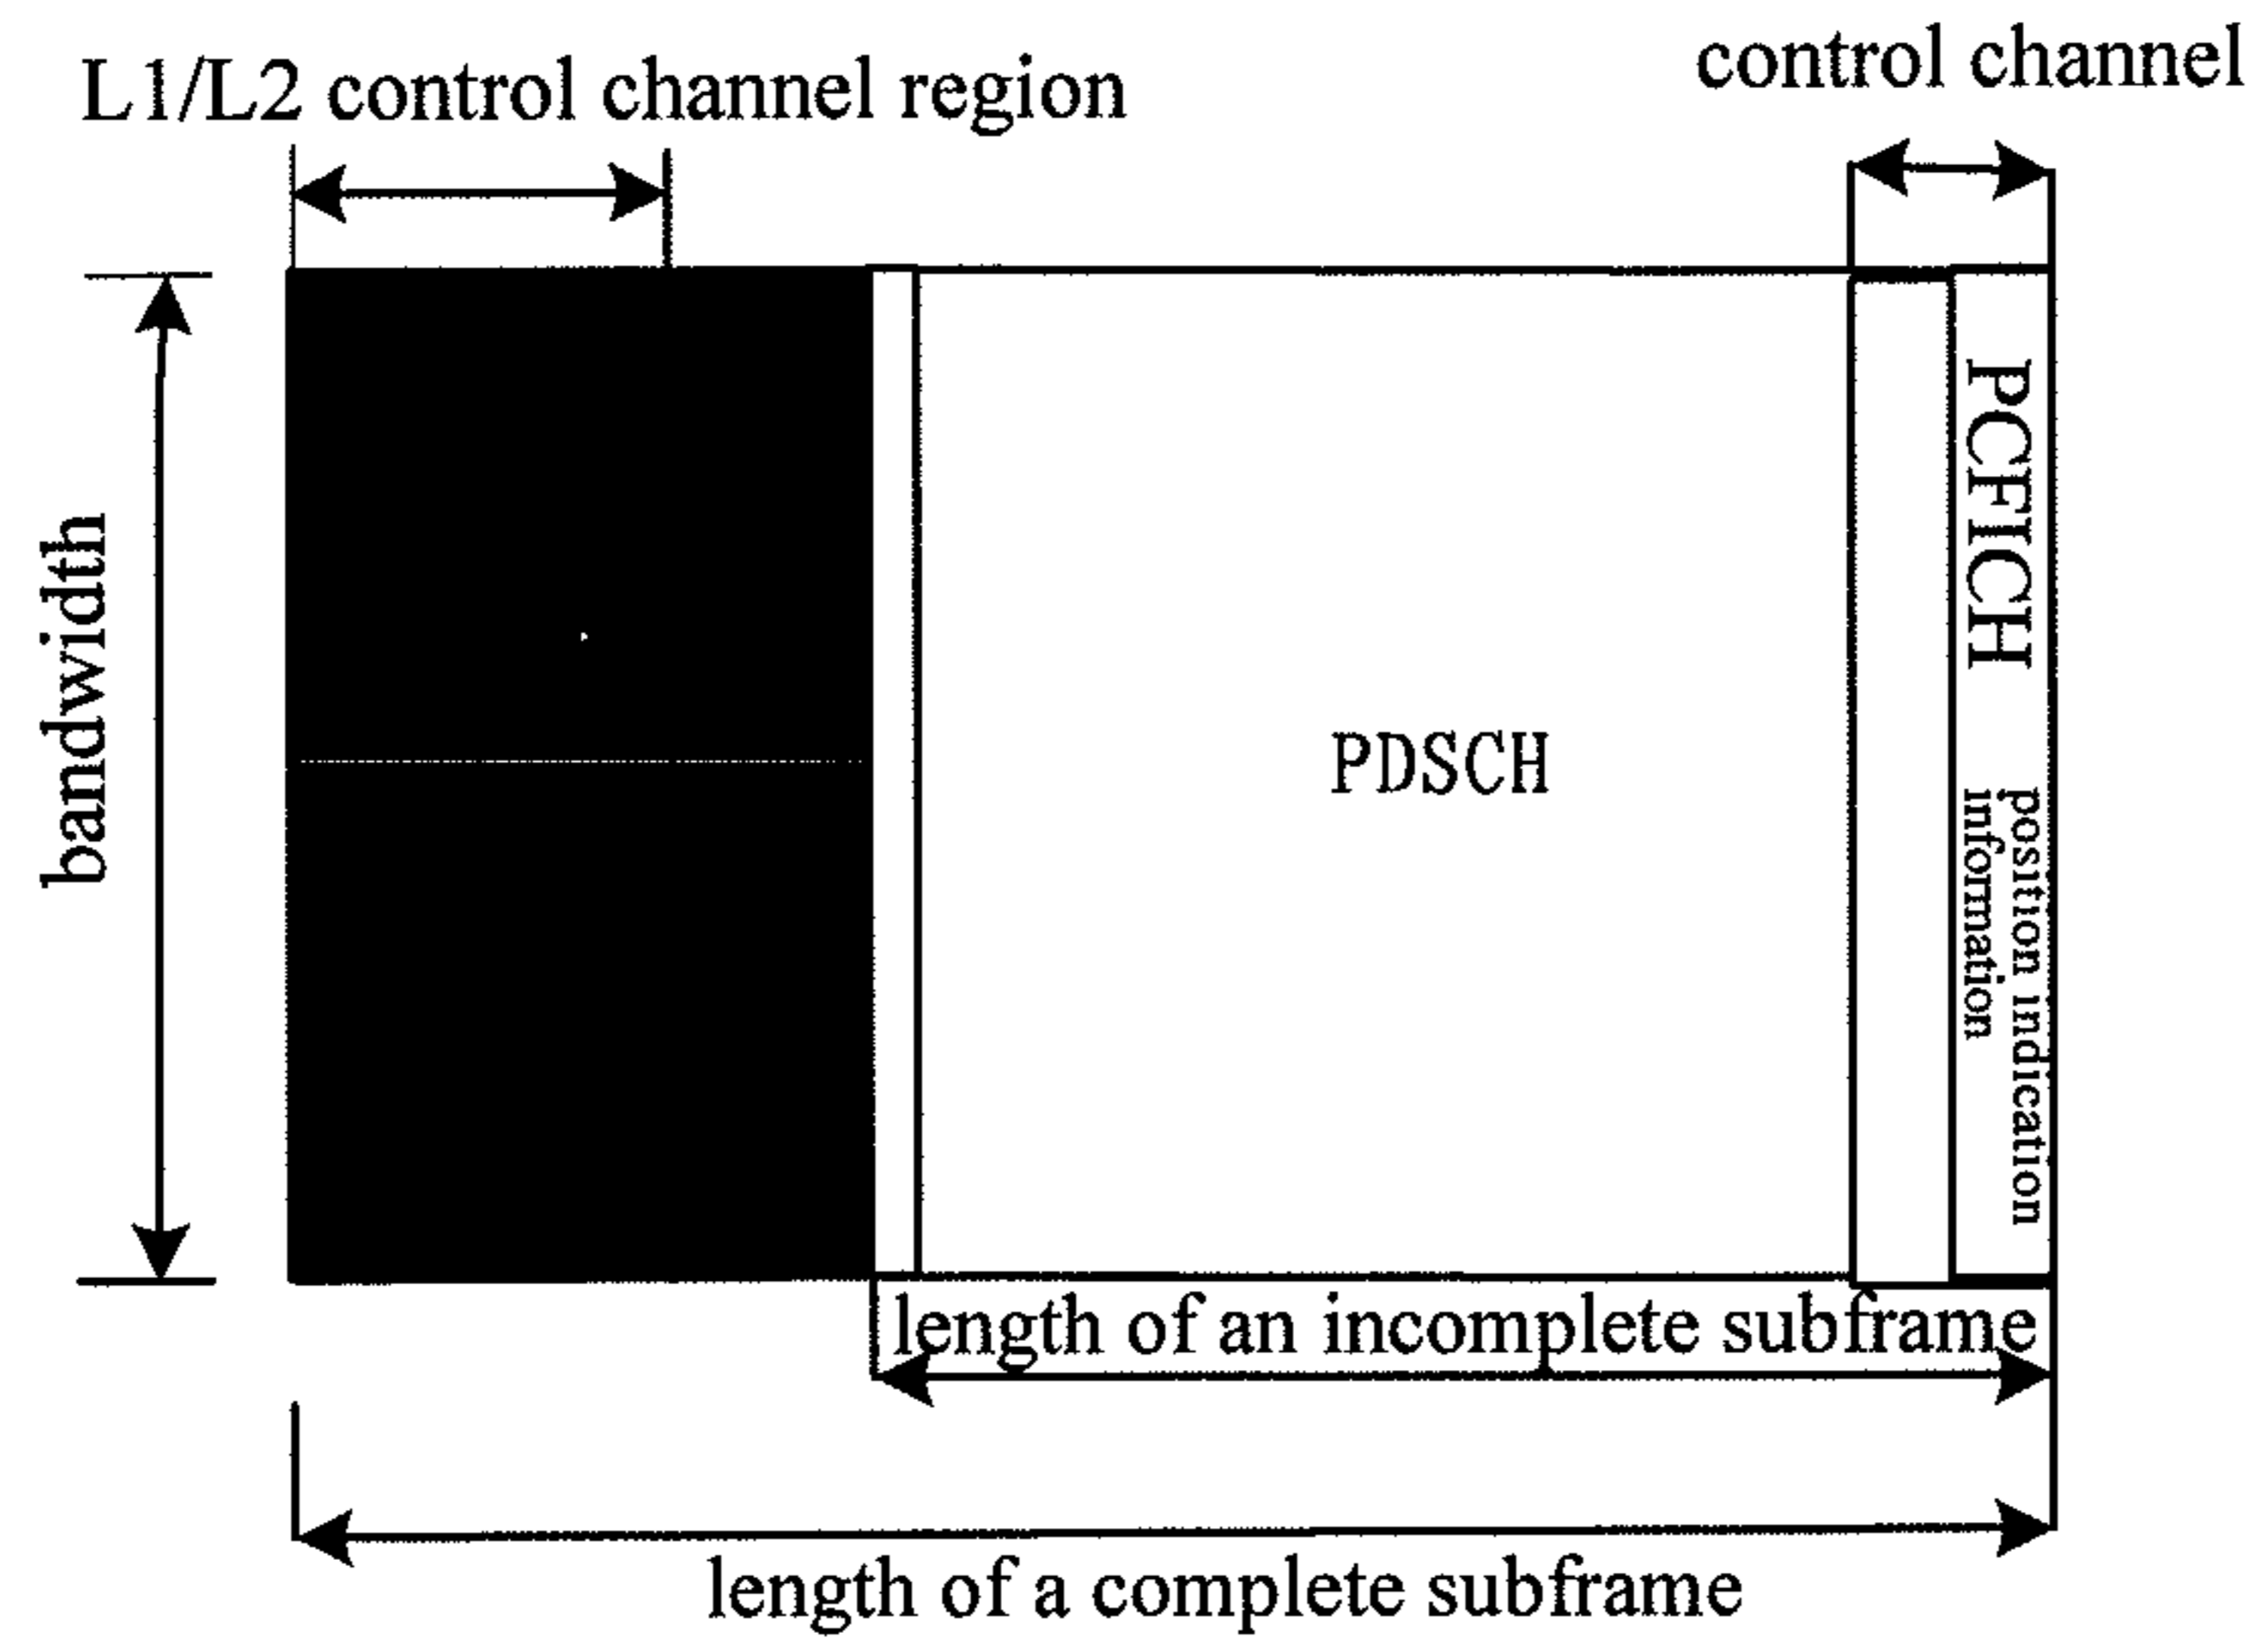 L1/L2 control channel region
control channel
bandwidth
PDSCH
PCFICH
position indication
information
length of an incomplete subframe
length of a complete subframe